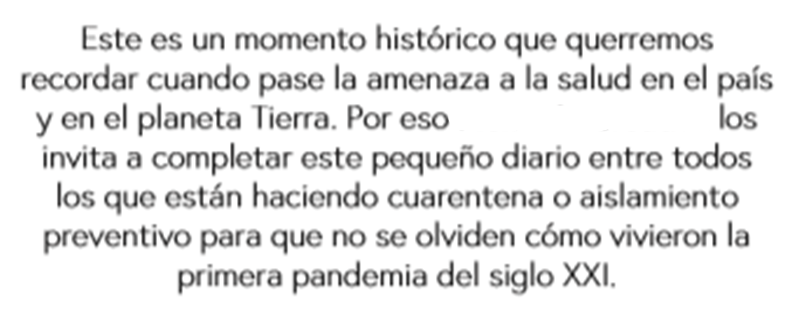 Este es un momento histórico que querremos
recordar cuando pase la amenaza a la salud en el país
y en el planeta Tierra. Por eso los
invita a completar este pequeño diario entre todos
los que están haciendo cuarentena o aislamiento
preventivo para que no se olviden cómo vivieron la
primera pandemia del siglo XXI.